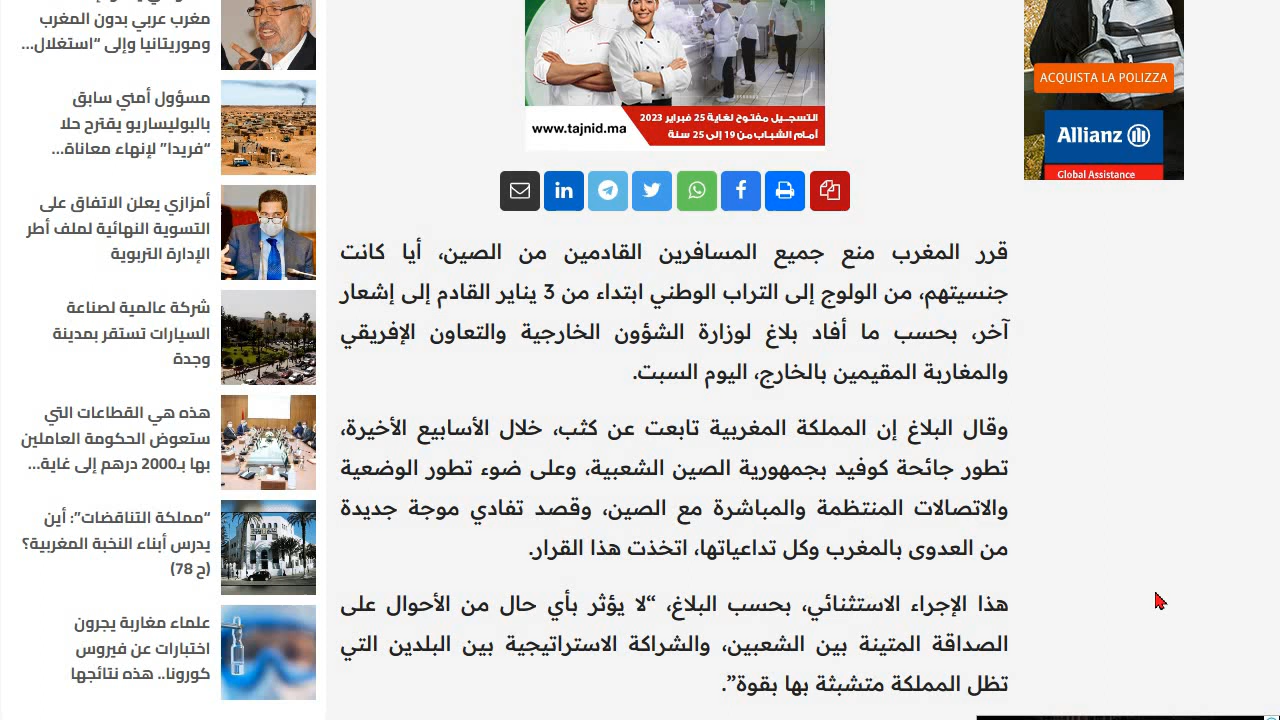 مغرب عربي بدون المغرب
وموريتانيا وإلى “استغلال...
مسؤول أمني سابق
بالبوليساريو يقترح حلا
“فريدا” لإنهاء معاناة...
أمزازي يعلن الاتفاق على
التسوية النهائية لملف أطر
الإدارة التربوية
شركة عالمية لصناعة
السيارات تستقر بمدينة
وجدة
هذه هي القطاعات التي
ستعوض الحكومة العاملين
بها بـ2000 درهم إلى غاية...
“مملكة التناقضات”: أين
يدرس أبناء النخبة المغربية؟
(ح 78)
علماء مغاربة يجرون
اختبارات عن فيروس
كورونا.. هذه نتائجها
التسجيل مفتوح لغاية 25 فبراير 2023
أمام الشباب من 19 إلى 25 سنة
www.tajnid.ma
قرر المغرب منع جميع المسافرين القادمين من الصين، أيا كانت
جنسيتهم، من الولوج إلى التراب الوطني ابتداء من 3 يناير القادم إلى إشعار
آخر، بحسب ما أفاد بلاغ لوزارة الشؤون الخارجية والتعاون الإفريقي
والمغاربة المقيمين بالخارج، اليوم السبت.
وقال البلاغ إن المملكة المغربية تابعت عن كثب، خلال الأسابيع الأخيرة،
تطور جائحة كوفيد بجمهورية الصين الشعبية، وعلى ضوء تطور الوضعية
والاتصالات المنتظمة والمباشرة مع الصين، وقصد تفادي موجة جديدة
من العدوى بالمغرب وكل تداعياتها، اتخذت هذا القرار.
هذا الإجراء الاستثنائي، بحسب البلاغ، “لا يؤثر بأي حال من الأحوال على
الصداقة المتينة بين الشعبين، والشراكة الاستراتيجية بين البلدين التي
تظل المملكة متشبثة بها بقوة”.
ACQUISTA LA POLIZZA
Allianz
Global Assistance